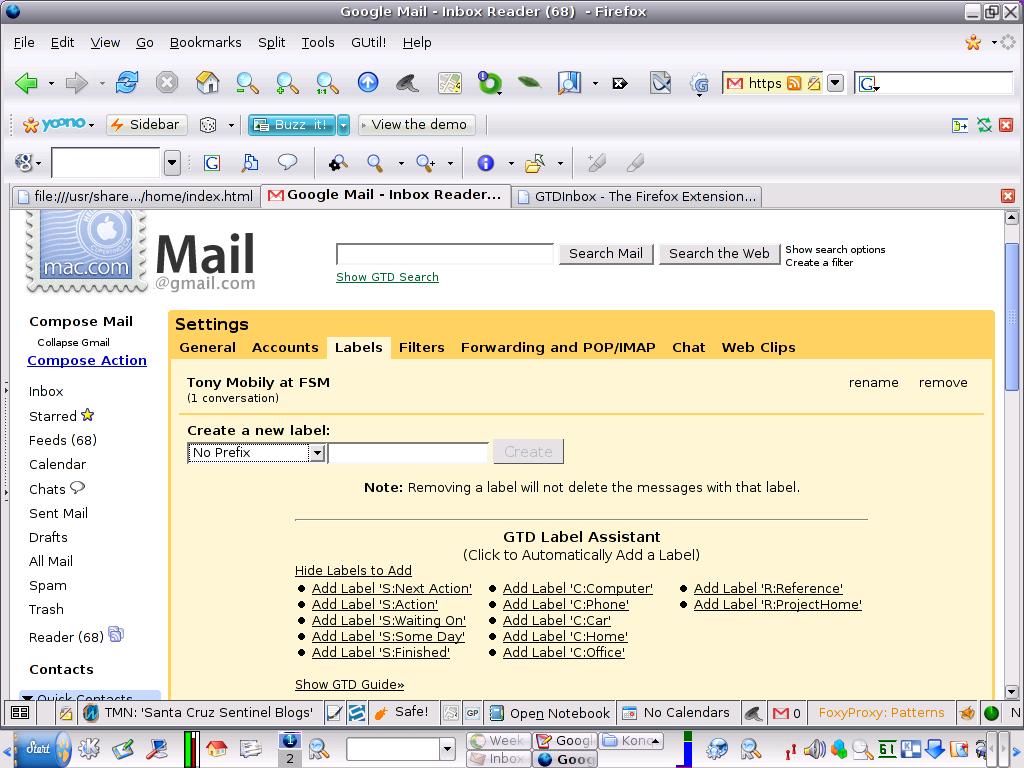 Google Mail - Inbox Reader (68) - Firefox
File Edit View Go Bookmarks Split Tools GUtil! Help
https G
yoono Sidebar Buzz it! View the demo
file:///usr/share.../home/index.html Google Mail - Inbox Reader... GTDInbox - The Firefox Extension...
mac.com
Mail
@gmail.com
Search Mail Search the Web
Show search options
Create a filter
Show GTD Search
Compose Mail
Collapse Gmail
Compose Action
Inbox
Starred
Feeds (68)
Calendar
Chats
Sent Mail
Drafts
All Mail
Spam
Trash
Reader (68)
Contacts
Quick Contacts
Settings
General Accounts Labels Filters Forwarding and POP/IMAP Chat Web Clips
Tony Mobily at FSM rename remove
(1 conversation)
Create a new label:
No Prefix Create
Note: Removing a label will not delete the messages with that label.
GTD Label Assistant
(Click to Automatically Add a Label)
Hide Labels to Add
Add Label 'S:Next Action' Add Label 'C:Computer' Add Label 'R:Reference'
Add Label 'S:Action' Add Label 'C:Phone' Add Label 'R:ProjectHome'
Add Label 'S:Waiting On' Add Label 'C:Car'
Add Label 'S:Some Day' Add Label 'C:Home'
Add Label 'S:Finished' Add Label 'C:Office'
Show GTD Guide»
TMN: 'Santa Cruz Sentinel Blogs' Safe! GP Open Notebook No Calendars 0 FoxyProxy: Patterns N
Start 1 Week Googl Konq
2 Inbox Goog